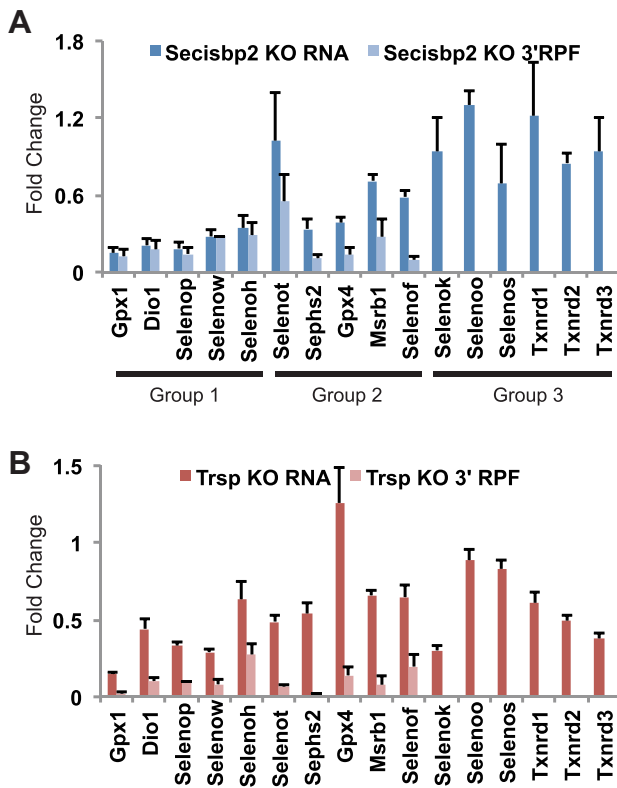 A
Fold Change
1.8
1.2
0.6
0
Secisbp2 KO RNA Secisbp2 KO 3'RPF
Gpx1
Dio1
Selenop
Selenow
Selenoh
Selenot
Sephs2
Gpx4
Msrb1
Selenof
Selenok
Selenoo
Selenos
Txnrd1
Txnrd2
Txnrd3
Group 1 Group 2 Group 3
B
Fold Change
1.5
1
0.5
0
Trsp KO RNA Trsp KO 3' RPF
Gpx1
Dio1
Selenop
Selenow
Selenoh
Selenot
Sephs2
Gpx4
Msrb1
Selenof
Selenok
Selenoo
Selenos
Txnrd1
Txnrd2
Txnrd3